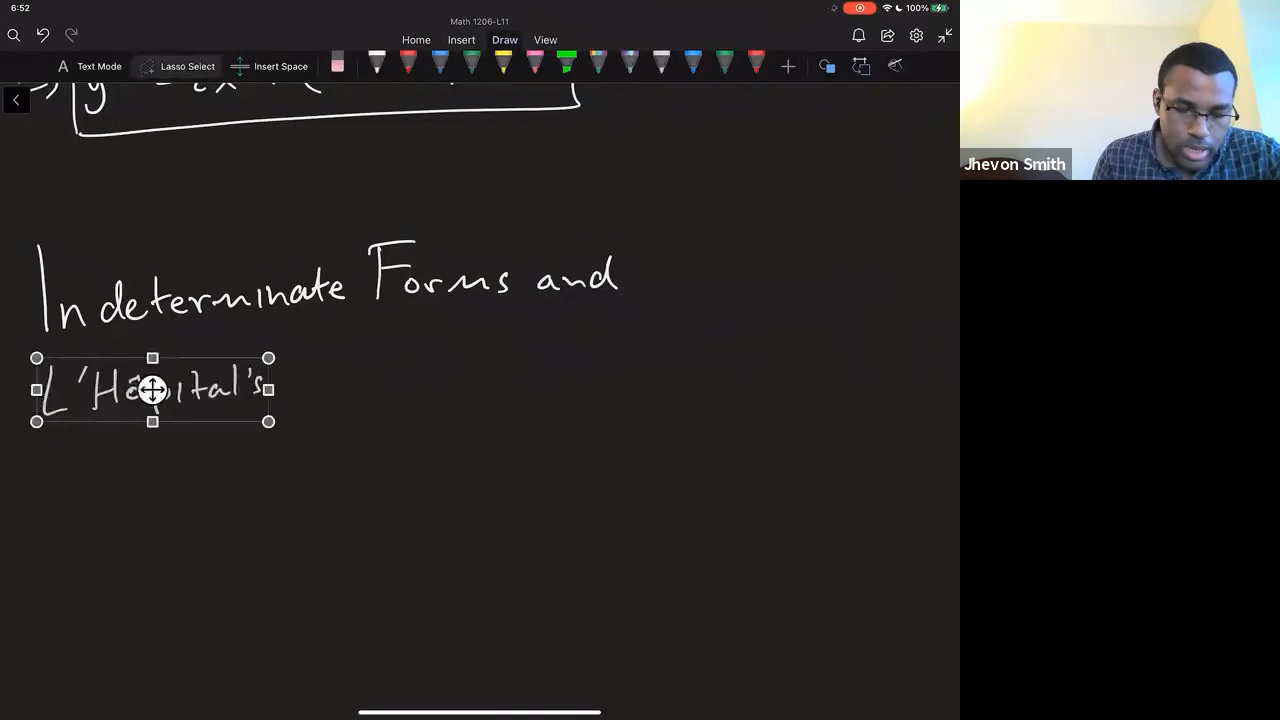 6:52
100%
Math 1206-L11
Home Insert Draw View
Text Mode Lasso Select Insert Space
Jhevon Smith
Indeterminate Forms and
L'Hôpital's